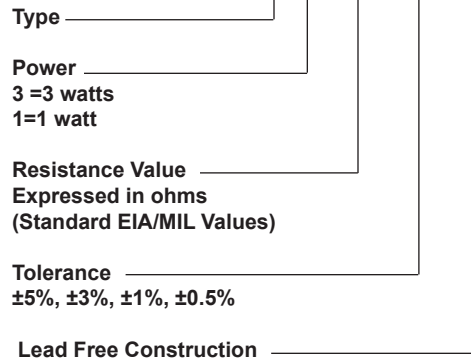 Type
Power
3 =3 watts
1=1 watt
Resistance Value
Expressed in ohms
(Standard EIA/MIL Values)
Tolerance
±5%, ±3%, ±1%, ±0.5%
Lead Free Construction